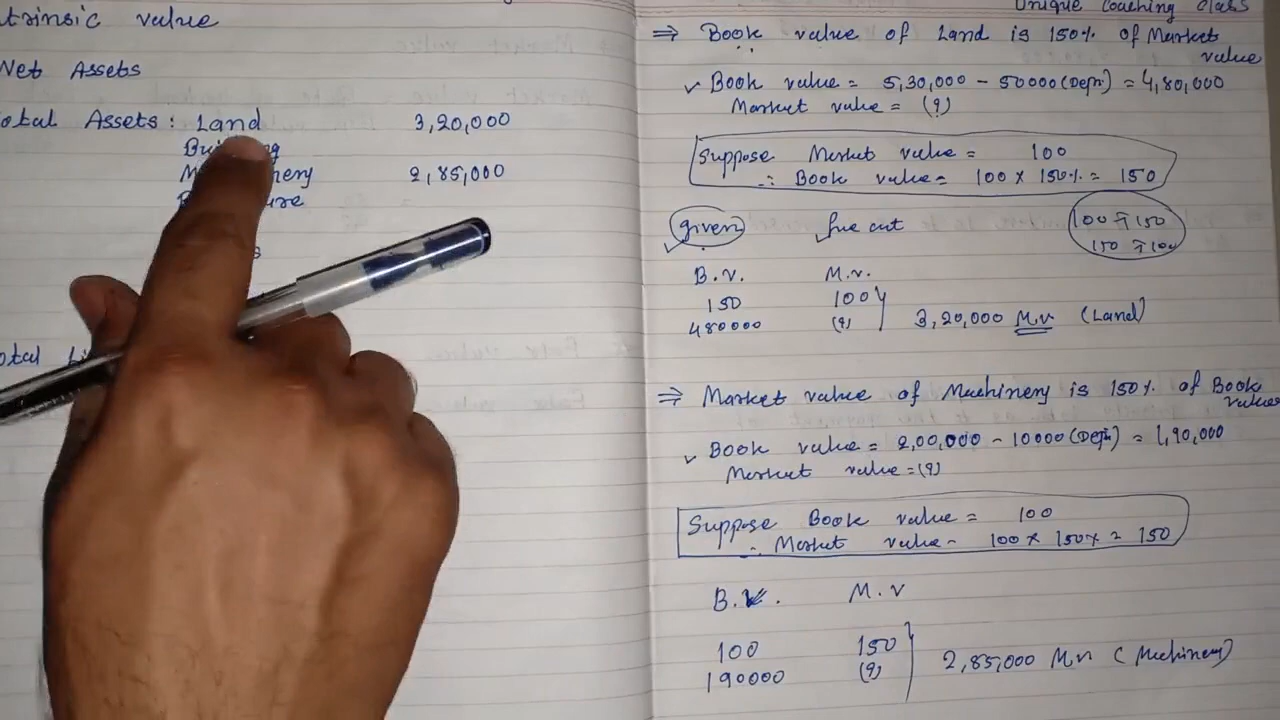 trinsic value
Net Assets
otal Assets: Land 3,20,000
2,85,000
otal
Unique Coaching Class
⇒ Book value of Land is 150% of Market value
✓ Book value = 5,30,000 - 50000 (Depn) = 4,80,000
Market value = (?)
Suppose Market value = 100
∴ Book value = 100 x 150% = 150
given ✓ find out
✓
100 → 150
150 → 100
B.V. M.V.
150 100
480000 (?) 3,20,000 M.V (Land)
⇒ Market value of Machinery is 150% of Book value
✓ Book value = 2,00,000 - 10000 (Depn) = 1,90,000
Market value = (?)
Suppose Book value = 100
∴ Market value = 100 x 150% = 150
B.V. M.V
100 150
190000 (?) 2,85,000 M.V (Machinery)